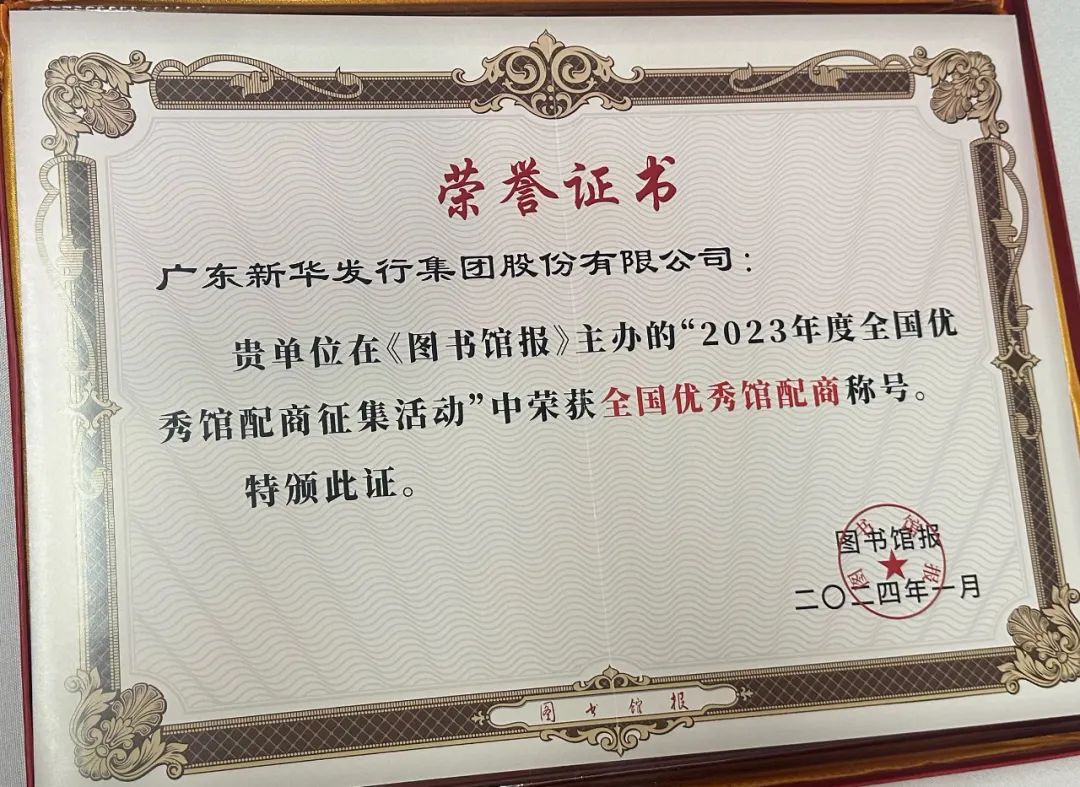 荣誉证书
广东新华发行集团股份有限公司：
贵单位在《图书馆报》主办的“2023年度全国优
秀馆配商征集活动”中荣获全国优秀馆配商称号。
特颁此证。
图书馆报
图书馆报
二〇二四年一月
图书馆报